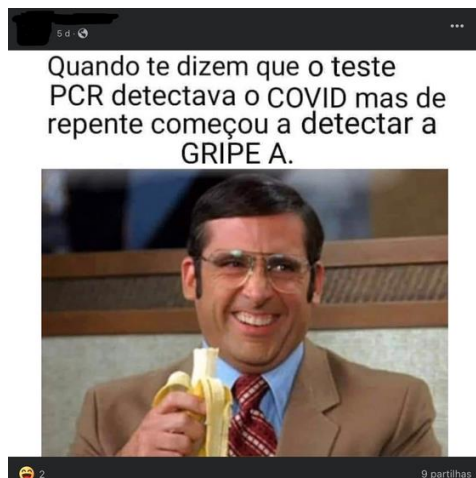 5 d ·
Quando te dizem que o teste
PCR detectava o COVID mas de
repente começou a detectar a
GRIPE A.
2
9 partilhas